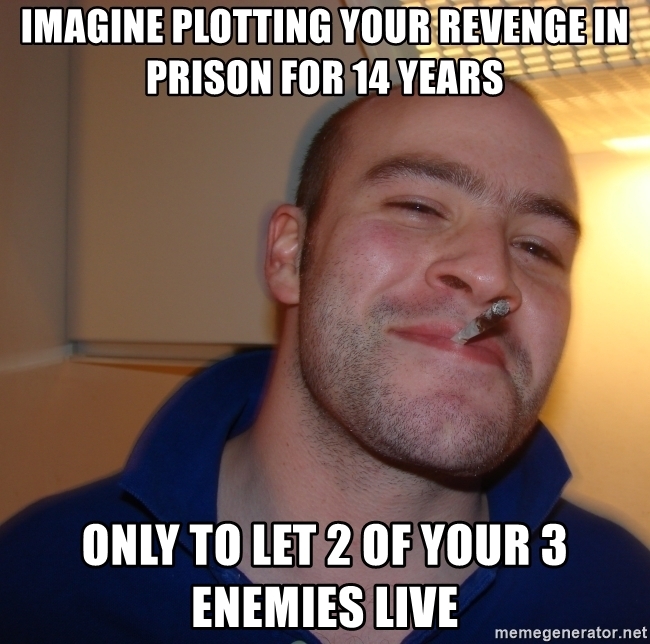 IMAGINE PLOTTING YOUR REVENGE IN
PRISON FOR 14 YEARS
ONLY TO LET 2 OF YOUR 3
ENEMIES LIVE
memegenerator.net